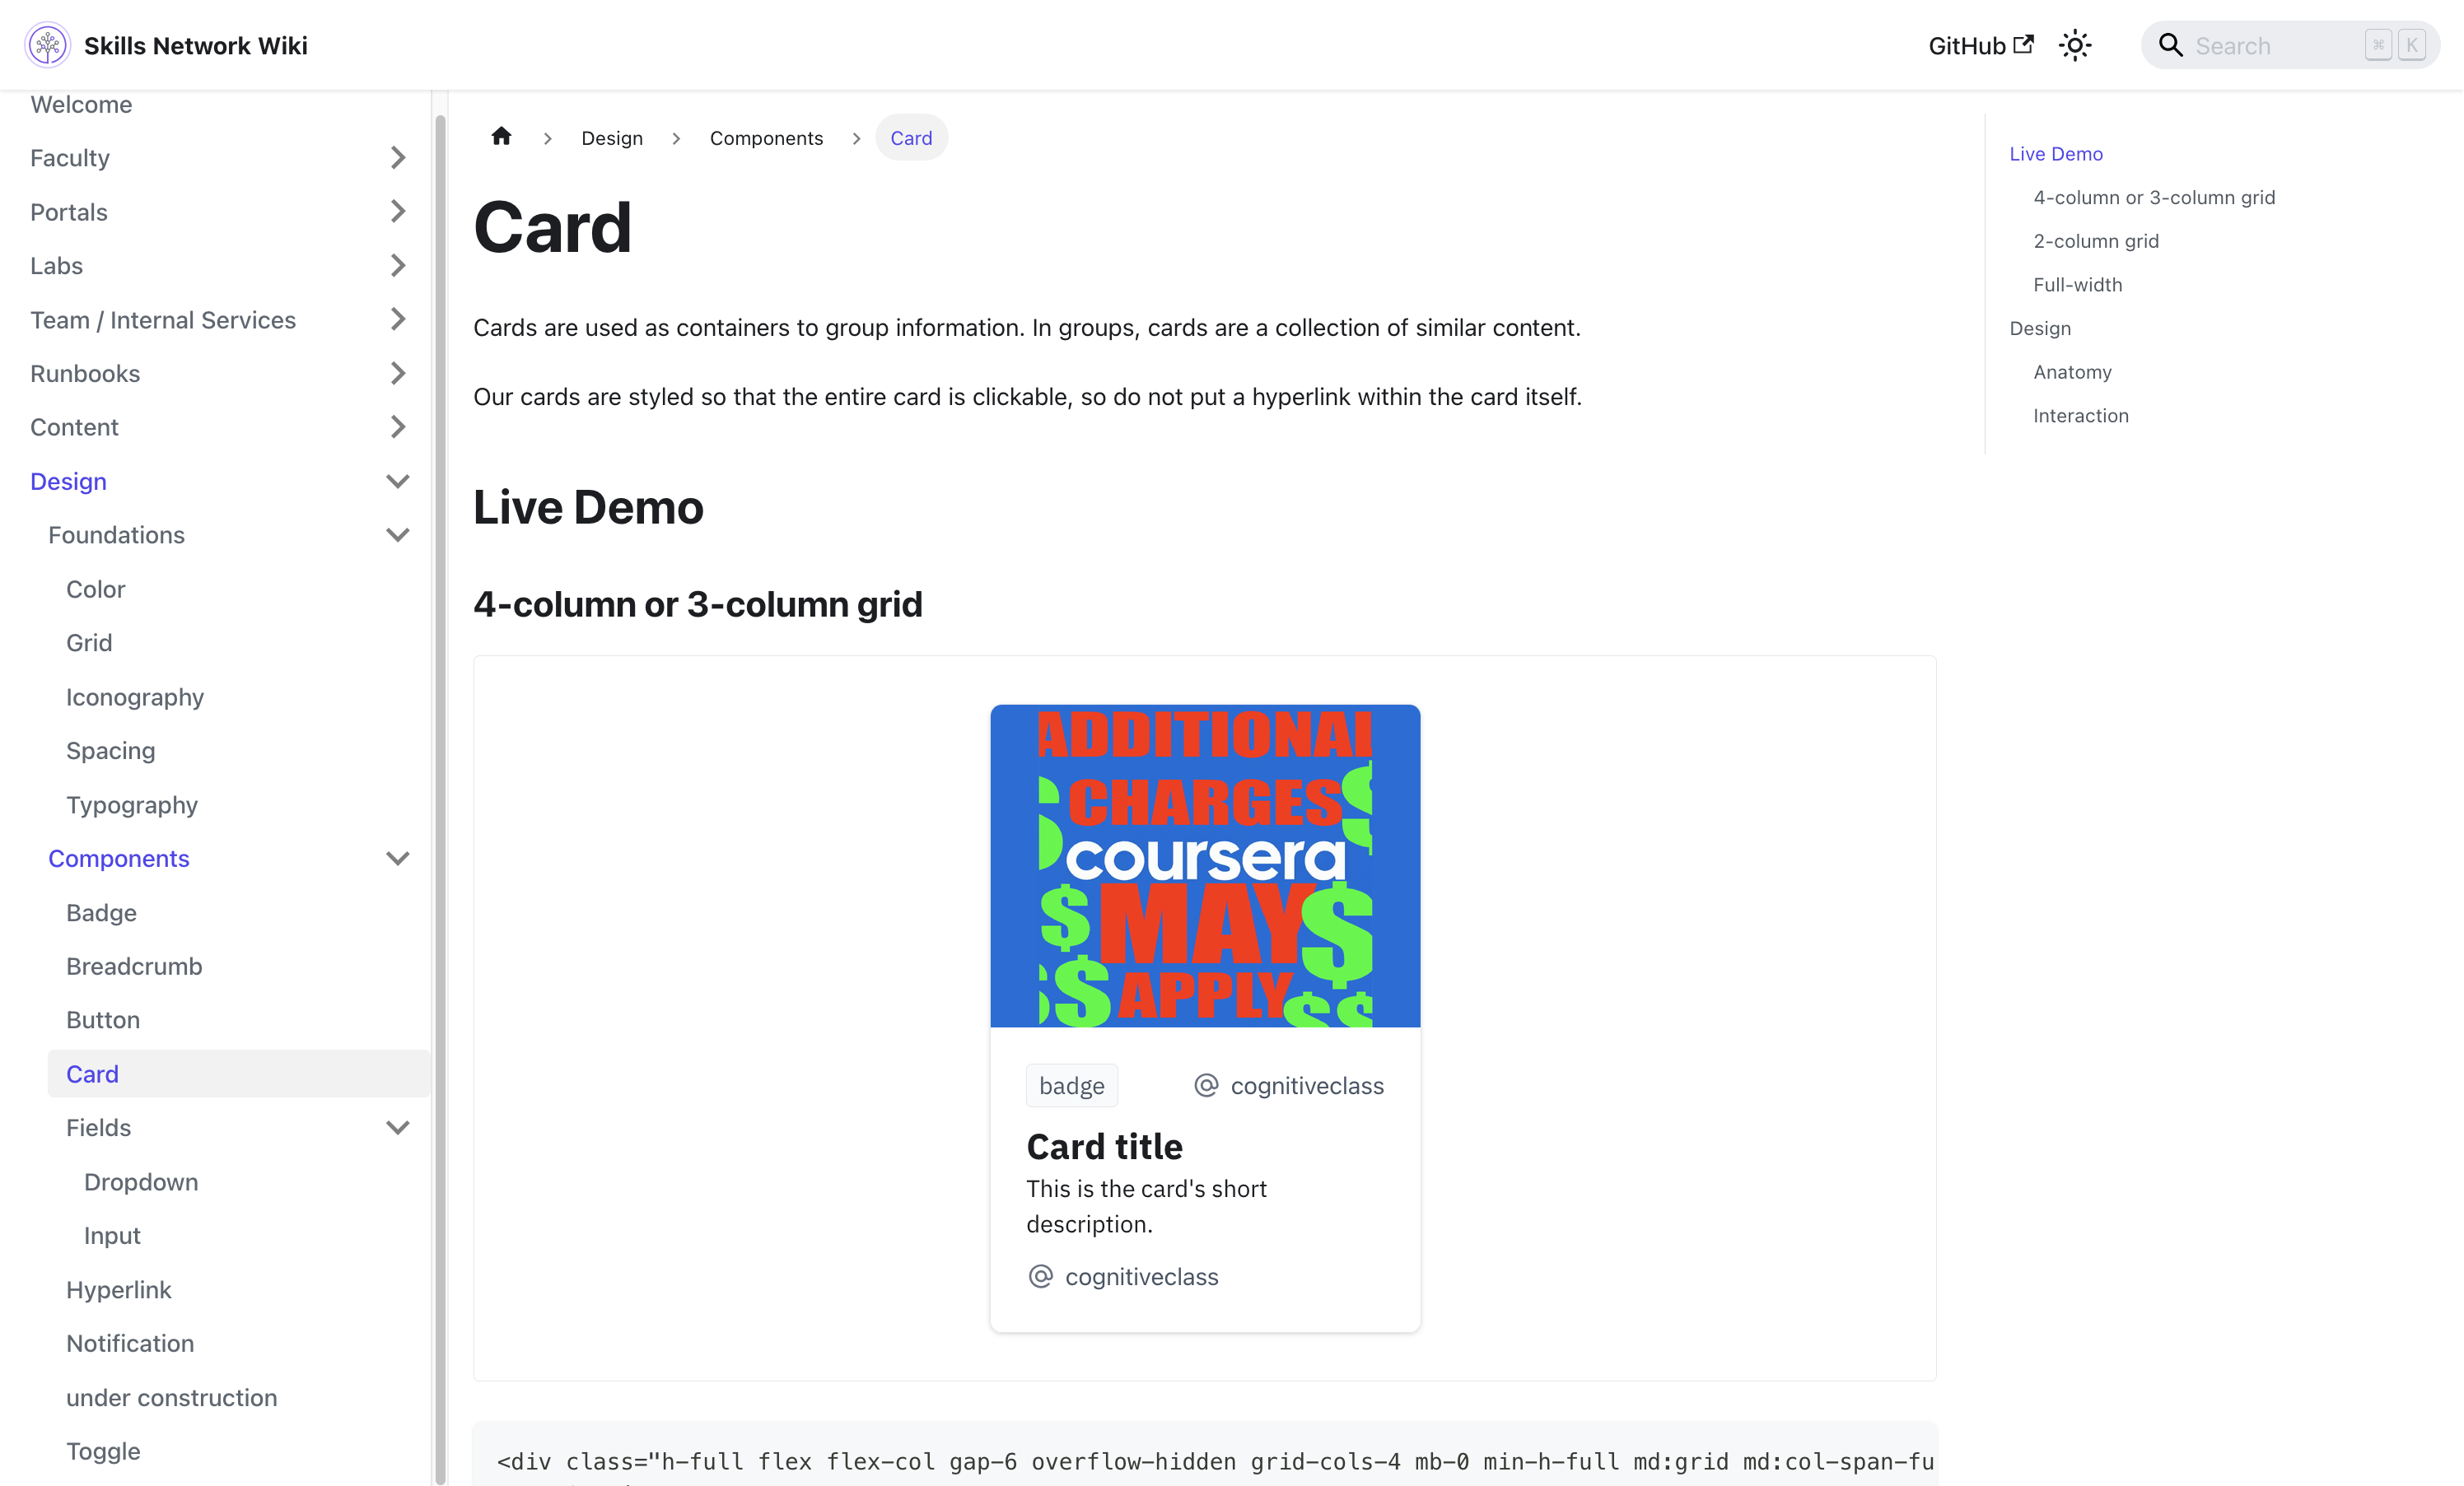 Skills Network Wiki
GitHub
Search
⌘ K
Welcome
Faculty
Portals
Labs
Team / Internal Services
Runbooks
Content
Design
Foundations
Color
Grid
Iconography
Spacing
Typography
Components
Badge
Breadcrumb
Button
Card
Fields
Dropdown
Input
Hyperlink
Notification
under construction
Toggle
Design
Components
Card
Card
Cards are used as containers to group information. In groups, cards are a collection of similar content.
Our cards are styled so that the entire card is clickable, so do not put a hyperlink within the card itself.
Live Demo
4-column or 3-column grid
ADDITIONAL
CHARGES
coursera
MAY
APPLY
badge
cognitiveclass
Card title
This is the card's short
description.
cognitiveclass
<div class="h-full flex flex-col gap-6 overflow-hidden grid-cols-4 mb-0 min-h-full md:grid md:col-span-fu
Live Demo
4-column or 3-column grid
2-column grid
Full-width
Design
Anatomy
Interaction